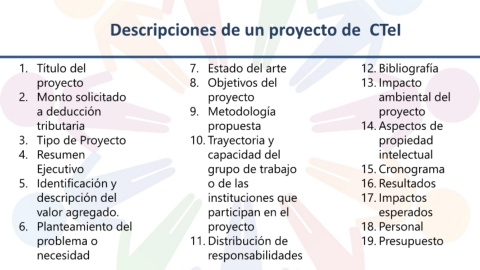 Descripciones de un proyecto de CTeI
1. Título del
proyecto
2. Monto solicitado
a deducción
tributaria
3. Tipo de Proyecto
4. Resumen
Ejecutivo
5. Identificación y
descripción del
valor agregado.
6. Planteamiento del
problema o
necesidad
7. Estado del arte
8. Objetivos del
proyecto
9. Metodología
propuesta
10. Trayectoria y
capacidad del
grupo de trabajo
o de las
instituciones que
participan en el
proyecto
11. Distribución de
responsabilidades
12. Bibliografía
13. Impacto
ambiental del
proyecto
14. Aspectos de
propiedad
intelectual
15. Cronograma
16. Resultados
17. Impactos
esperados
18. Personal
19. Presupuesto